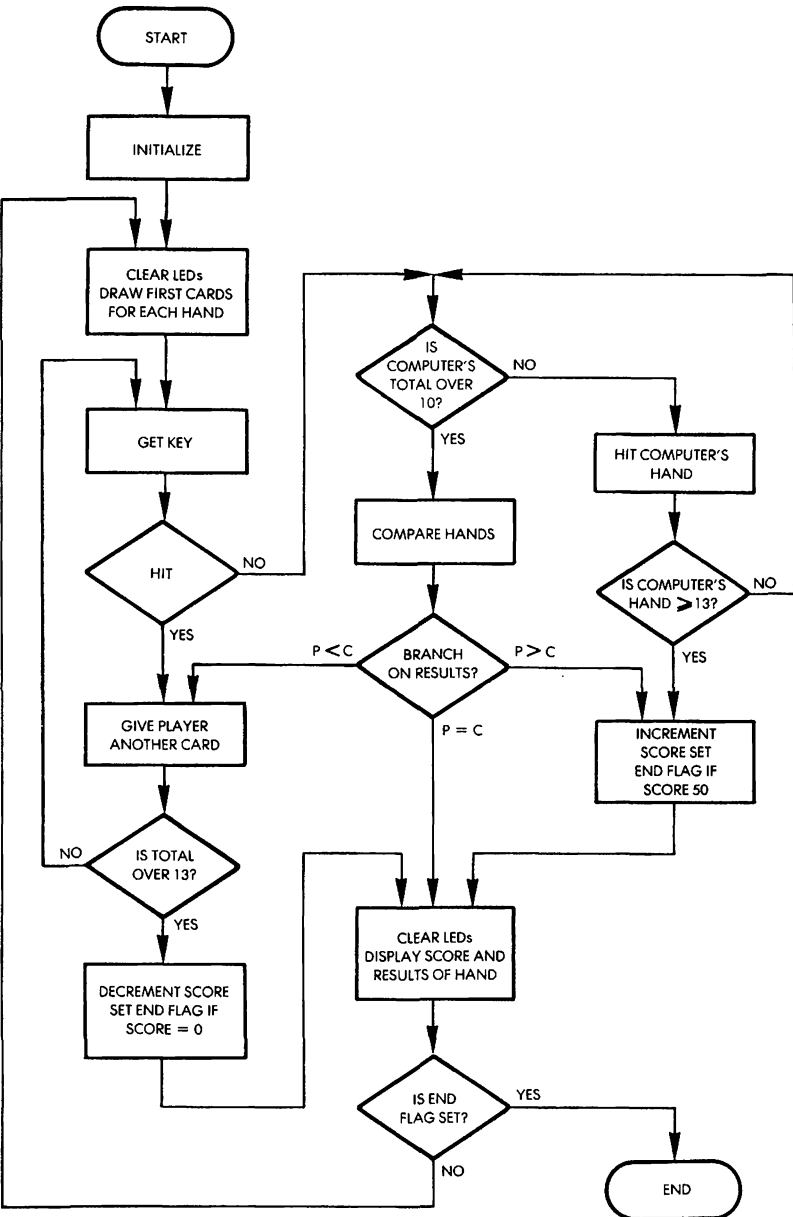 START
INITIALIZE
CLEAR LEDs
DRAW FIRST CARDS
FOR EACH HAND
GET KEY
HIT
NO
YES
GIVE PLAYER
ANOTHER CARD
IS TOTAL
OVER 13?
NO
YES
DECREMENT SCORE
SET END FLAG IF
SCORE = 0
IS
COMPUTER'S
TOTAL OVER
10?
NO
YES
HIT COMPUTER'S
HAND
COMPARE HANDS
IS COMPUTER'S
HAND ⩾13?
NO
YES
BRANCH
ON RESULTS?
P < C
P > C
P = C
INCREMENT
SCORE SET
END FLAG IF
SCORE 50
CLEAR LEDs
DISPLAY SCORE AND
RESULTS OF HAND
IS END
FLAG SET?
YES
NO
END